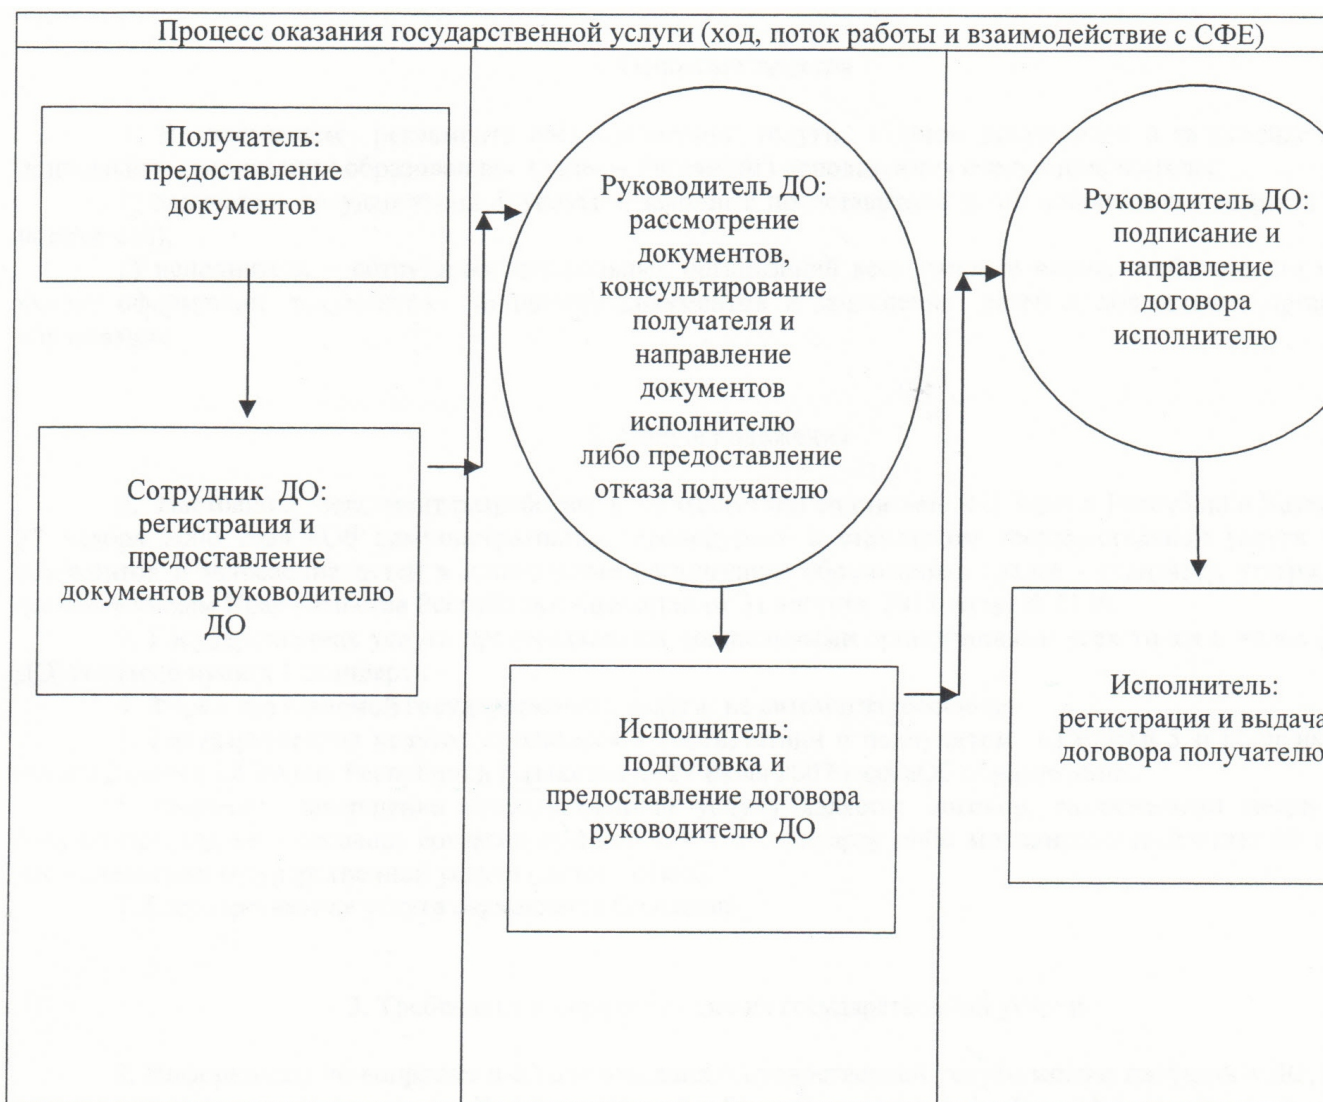 Процесс оказания государственной услуги (ход, поток работы и взаимодействие с СФЕ)
Получатель:
предоставление
документов
Сотрудник ДО:
регистрация и
предоставление
документов руководителю
ДО
Руководитель ДО:
рассмотрение
документов,
консультирование
получателя и
направление
документов
исполнителю
либо предоставление
отказа получателю
Исполнитель:
подготовка и
предоставление договора
руководителю ДО
Руководитель ДО:
подписание и
направление
договора
исполнителю
Исполнитель:
регистрация и выдача
договора получателю